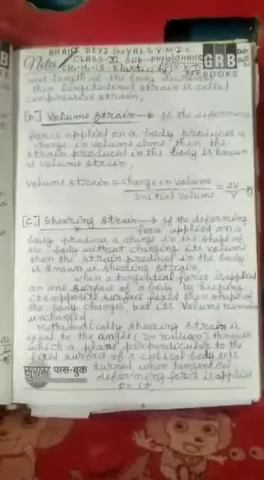 Notes
CLASS-XI SUB-PHY
GRB
BOOKS
and length of the body
then longitudinal strain is called
compressive strain.
[b] Volume strain → If the deforming
force applied on a body produces a
change in volume alone then the
strain produced in the body is known
as volume strain.
Volume strain = change in volume = ΔV
Initial volume V
[c] Shearing strain → If the deforming
force applied on a
body produce a change in the shape of
the body without changing its volume
then the strain produced in the body
is known as shearing strain
when a tangential force is applied
on one surface of a body by keeping
its opposite surface fixed then shape of
the body changes, but its volume remains
unchanged.
Mathematically shearing strain is
equal to the angle (in radian) through
which a plane perpendicular to the
fixed surface of a cubical body gets
पास-बुक turned when tangential
deforming force is applied
on it.